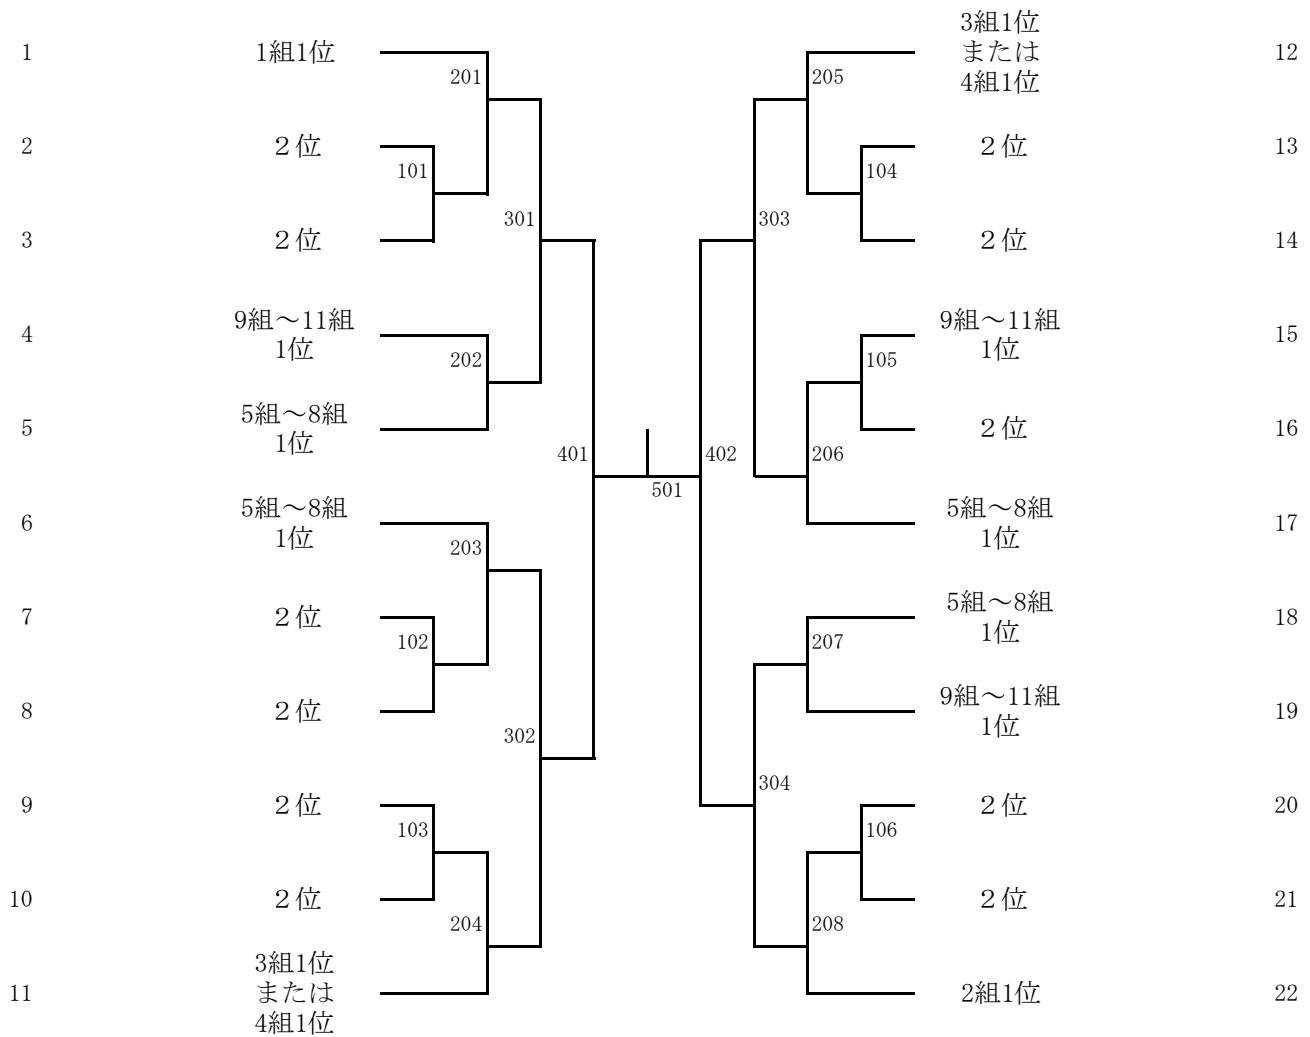 1
1組1位
201
2
２位
101
3
２位
301
4
9組～11組
1位
202
5
5組～8組
1位
401
6
5組～8組
1位
203
7
２位
102
8
２位
302
9
２位
103
10
２位
204
11
3組1位
または
4組1位
501
3組1位
または
4組1位
12
205
２位
13
104
２位
14
303
9組～11組
1位
15
105
２位
16
402
206
5組～8組
1位
17
5組～8組
1位
18
207
9組～11組
1位
19
304
２位
20
106
２位
21
208
2組1位
22